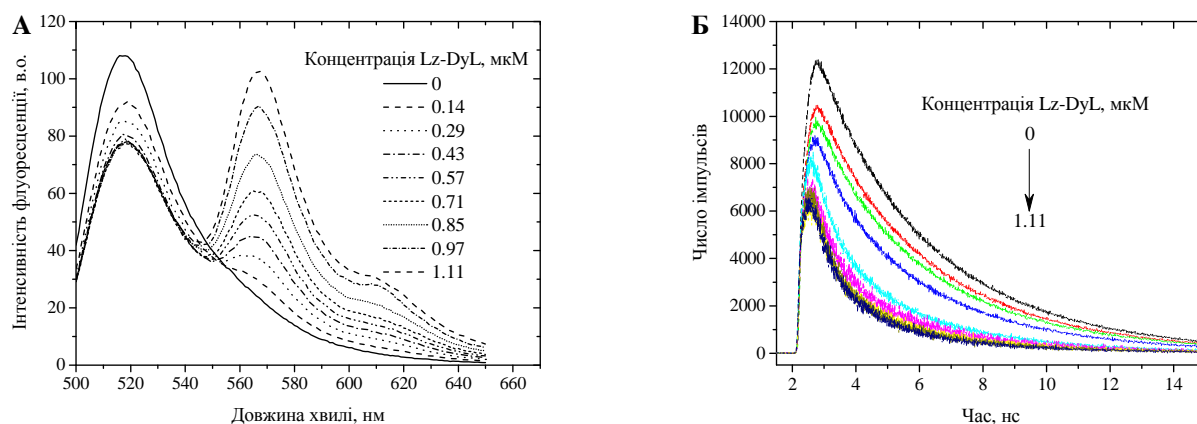 А
Інтенсивність флуоресценції, в.о.
120
100
80
60
40
20
0
Концентрація Lz-DyL, мкМ
0
0.14
0.29
0.43
0.57
0.71
0.85
0.97
1.11
500 520 540 560 580 600 620 640 660
Довжина хвилі, нм
Б
Число імпульсів
14000
12000
10000
8000
6000
4000
2000
0
Концентрація Lz-DyL, мкМ
0
1.11
2 4 6 8 10 12 14
Час, нс